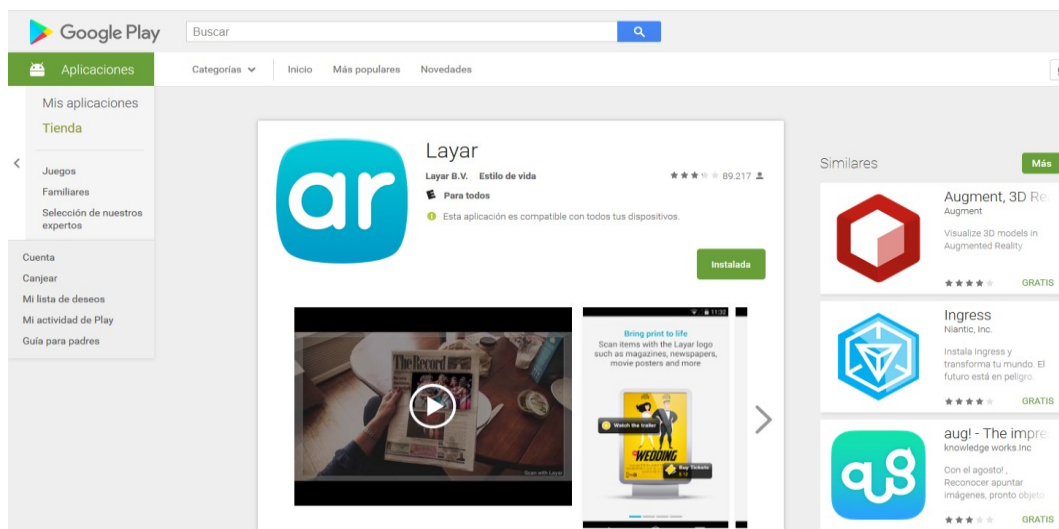 Google Play
Buscar
Aplicaciones
Categorías
Inicio
Más populares
Novedades
Mis aplicaciones
Tienda
Juegos
Familiares
Selección de nuestros
expertos
Cuenta
Canjear
Mi lista de deseos
Mi actividad de Play
Guía para padres
ar
Layar
Layar B.V. Estilo de vida
89.217
E Para todos
Esta aplicación es compatible con todos tus dispositivos.
Instalada
The Record
Scan with Layar
11:32
Bring print to life
Scan items with the Layar logo
such as magazines, newspapers,
movie posters and more
Watch the trailer
WEDDING
Buy Tickets
Similares
Más
Augment, 3D Re
Augment
Visualize 3D models in
Augmented Reality
GRATIS
Ingress
Niantic, Inc.
Instala Ingress y
transforma tu mundo. El
futuro está en peligro.
GRATIS
aug! - The impre
knowledge works.Inc
Con el agosto! ,
Reconocer apuntar
imágenes, pronto objeto
GRATIS